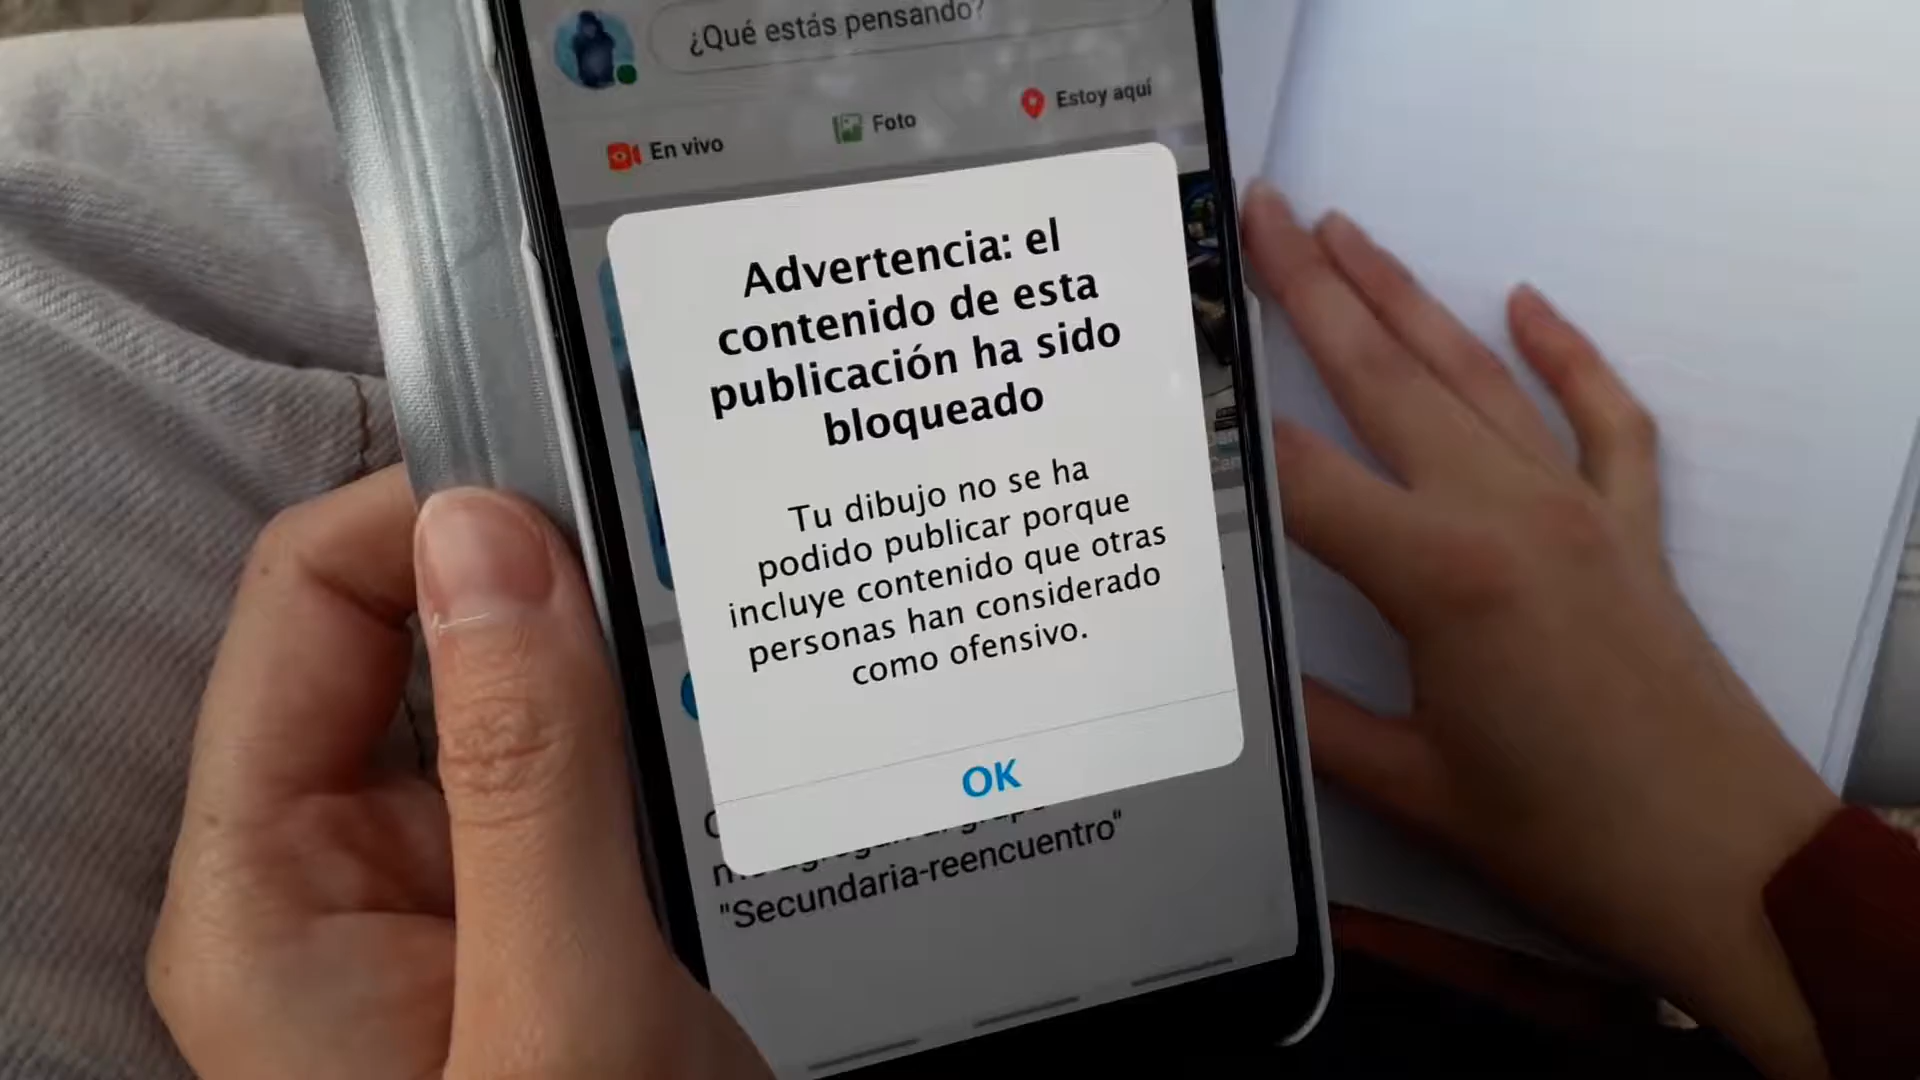 ¿Qué estás pensando?
En vivo
Foto
Estoy aquí
Advertencia: el
contenido de esta
publicación ha sido
bloqueado
Tu dibujo no se ha
podido publicar porque
incluye contenido que otras
personas han considerado
como ofensivo.
OK
"Secundaria-reencuentro"